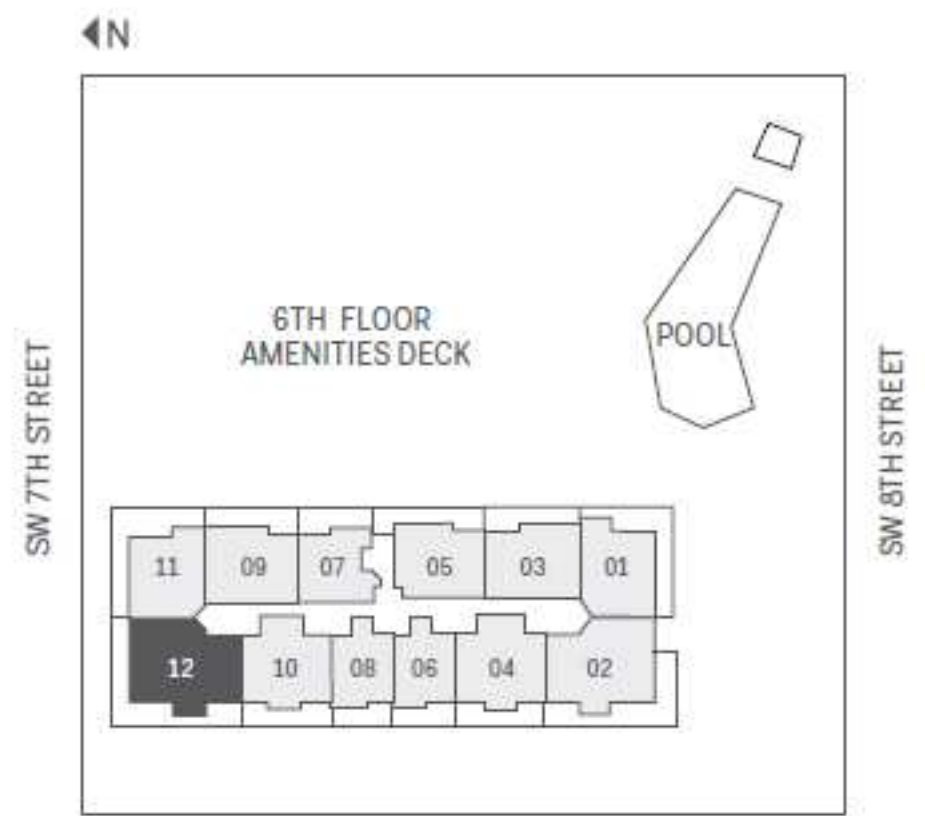 N
6TH FLOOR
AMENITIES DECK
POOL
SW 7TH STREET
SW 8TH STREET
11
09
07
05
03
01
12
10
08
06
04
02